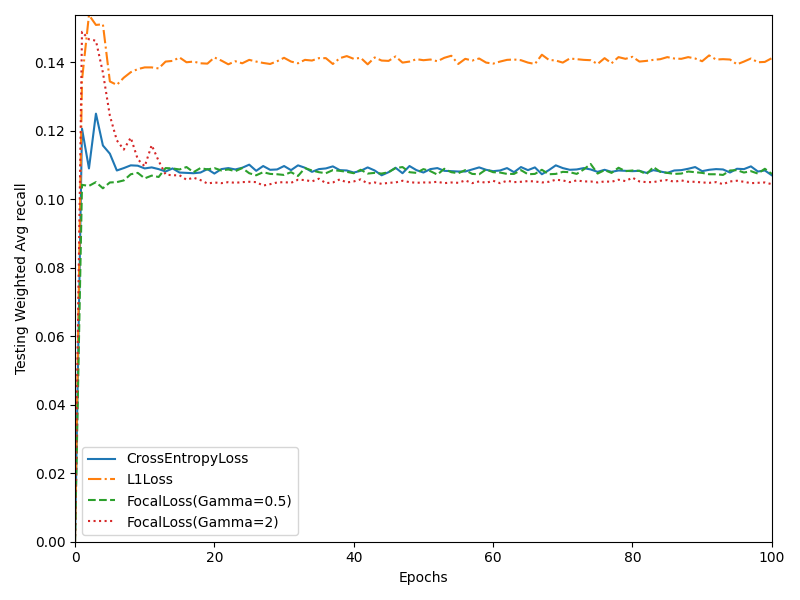 0.14
0.12
0.10
0.08
0.06
0.04
0.02
0.00
Testing Weighted Avg recall
CrossEntropyLoss
L1Loss
FocalLoss(Gamma=0.5)
FocalLoss(Gamma=2)
0 20 40 60 80 100
Epochs